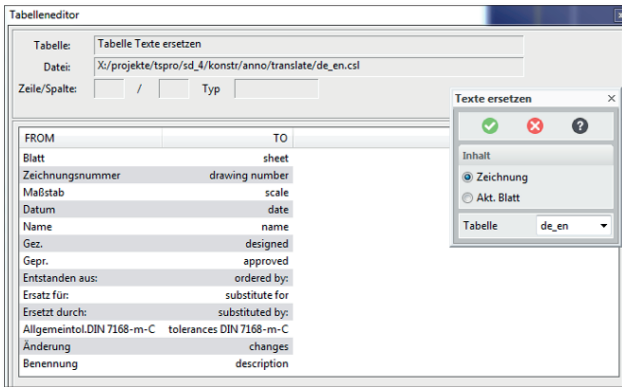 Tabelleneditor
Tabelle: Tabelle Texte ersetzen
Datei: X:/projekte/tspro/sd_4/konstr/anno/translate/de_en.csl
Zeile/Spalte: / Typ
FROM TO
Blatt sheet
Zeichnungsnummer drawing number
Maßstab scale
Datum date
Name name
Gez. designed
Gepr. approved
Entstanden aus: ordered by:
Ersatz für: substitute for
Ersetzt durch: substituted by:
Allgemeintol.DIN 7168-m-C tolerances DIN 7168-m-C
Änderung changes
Benennung description
Texte ersetzen
Inhalt
Zeichnung
Akt. Blatt
Tabelle de_en